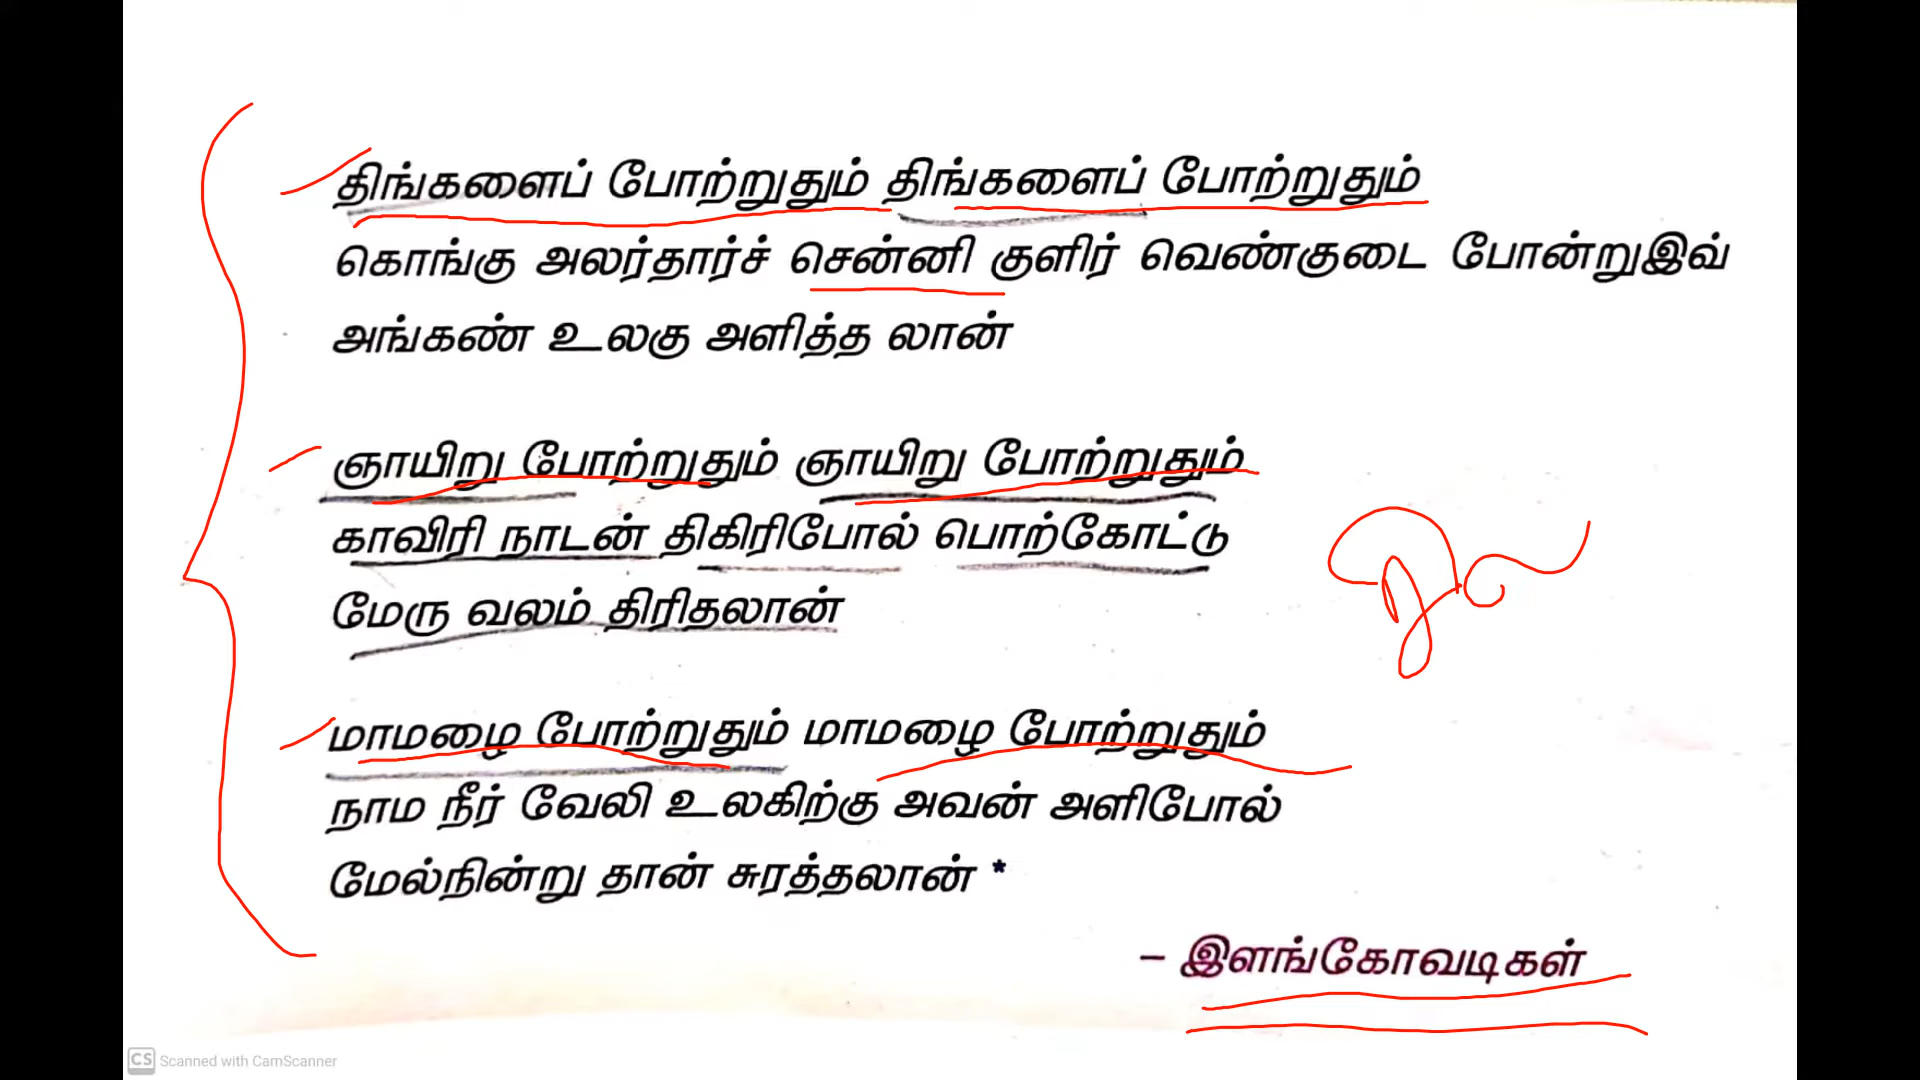 திங்களைப் போற்றுதும் திங்களைப் போற்றுதும்
கொங்கு அலர்தார்ச் சென்னி குளிர் வெண்குடை போன்றுஇவ்
அங்கண் உலகு அளித்த லான்
ஞாயிறு போற்றுதும் ஞாயிறு போற்றுதும்
காவிரி நாடன் திகிரிபோல் பொற்கோட்டு
மேரு வலம் திரிதலான்
மாமழை போற்றுதும் மாமழை போற்றுதும்
நாம நீர் வேலி உலகிற்கு அவன் அளிபோல்
மேல்நின்று தான் சுரத்தலான் *
– இளங்கோவடிகள்
CS Scanned with CamScanner